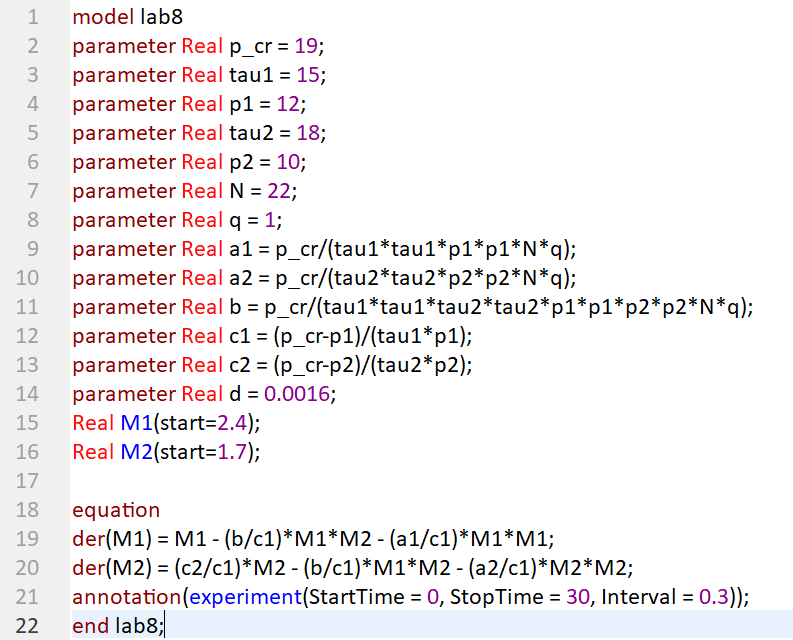 1 model lab8
2 parameter Real p_cr = 19;
3 parameter Real tau1 = 15;
4 parameter Real p1 = 12;
5 parameter Real tau2 = 18;
6 parameter Real p2 = 10;
7 parameter Real N = 22;
8 parameter Real q = 1;
9 parameter Real a1 = p_cr/(tau1*tau1*p1*p1*N*q);
10 parameter Real a2 = p_cr/(tau2*tau2*p2*p2*N*q);
11 parameter Real b = p_cr/(tau1*tau1*tau2*tau2*p1*p1*p2*p2*N*q);
12 parameter Real c1 = (p_cr-p1)/(tau1*p1);
13 parameter Real c2 = (p_cr-p2)/(tau2*p2);
14 parameter Real d = 0.0016;
15 Real M1(start=2.4);
16 Real M2(start=1.7);
17
18 equation
19 der(M1) = M1 - (b/c1)*M1*M2 - (a1/c1)*M1*M1;
20 der(M2) = (c2/c1)*M2 - (b/c1)*M1*M2 - (a2/c1)*M2*M2;
21 annotation(experiment(StartTime = 0, StopTime = 30, Interval = 0.3));
22 end lab8;